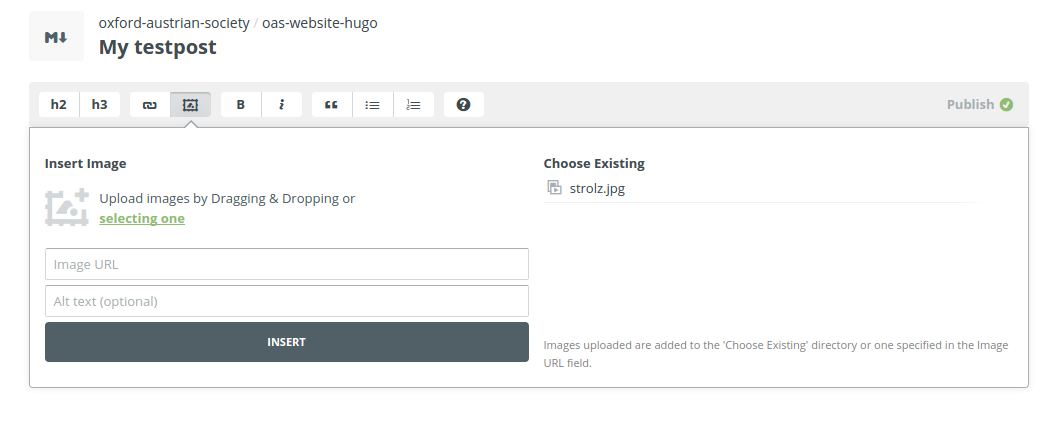 M↓
oxford-austrian-society / oas-website-hugo
My testpost
h2 h3 B i “ ? Publish
Insert Image
Upload images by Dragging & Dropping or
selecting one
Image URL
Alt text (optional)
INSERT
Choose Existing
strolz.jpg
Images uploaded are added to the 'Choose Existing' directory or one specified in the Image
URL field.